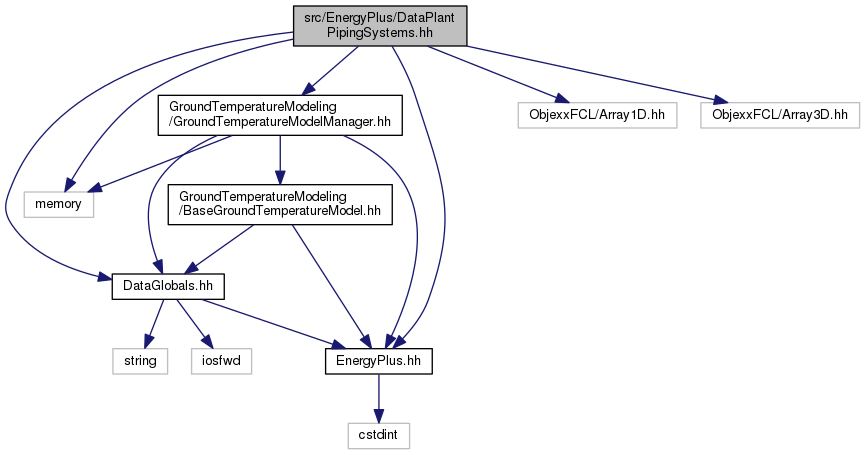 src/EnergyPlus/DataPlant
PipingSystems.hh
GroundTemperatureModeling
/GroundTemperatureModelManager.hh
ObjexxFCL/Array1D.hh
ObjexxFCL/Array3D.hh
memory
GroundTemperatureModeling
/BaseGroundTemperatureModel.hh
DataGlobals.hh
string
iosfwd
EnergyPlus.hh
cstdint